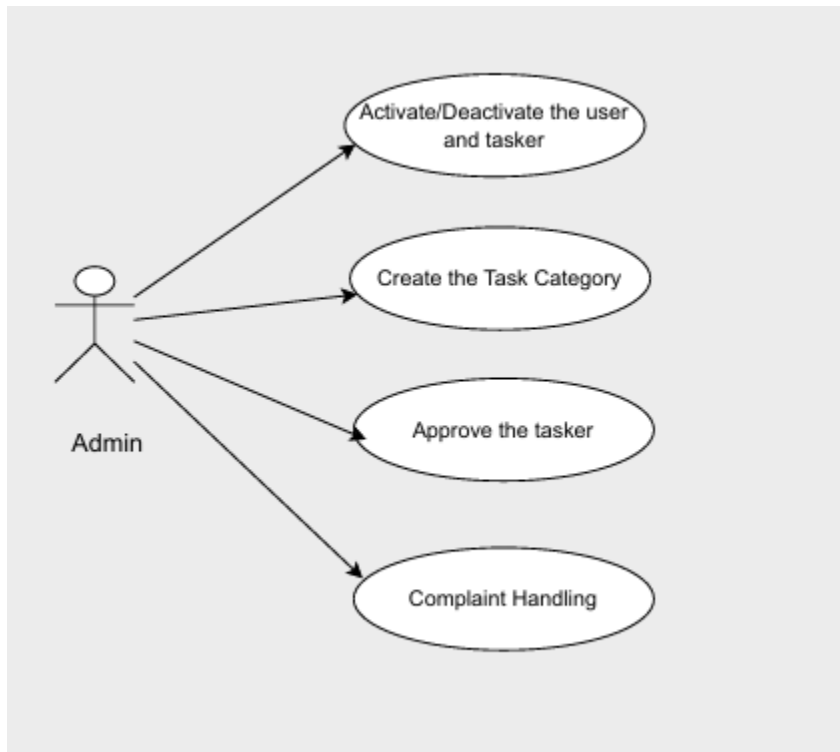 Activate/Deactivate the user
and tasker
Create the Task Category
Approve the tasker
Admin
Complaint Handling